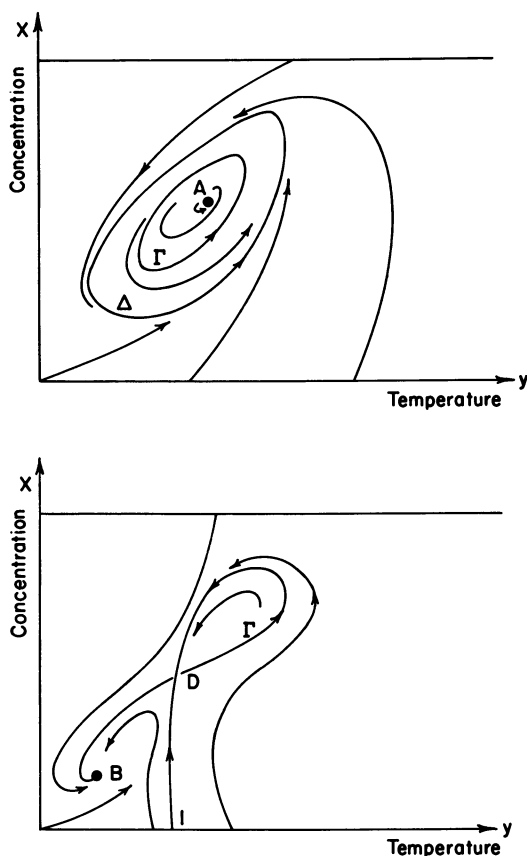 X
Concentration
A
Γ
Δ
y
Temperature
X
Concentration
Γ
D
B
I
y
Temperature